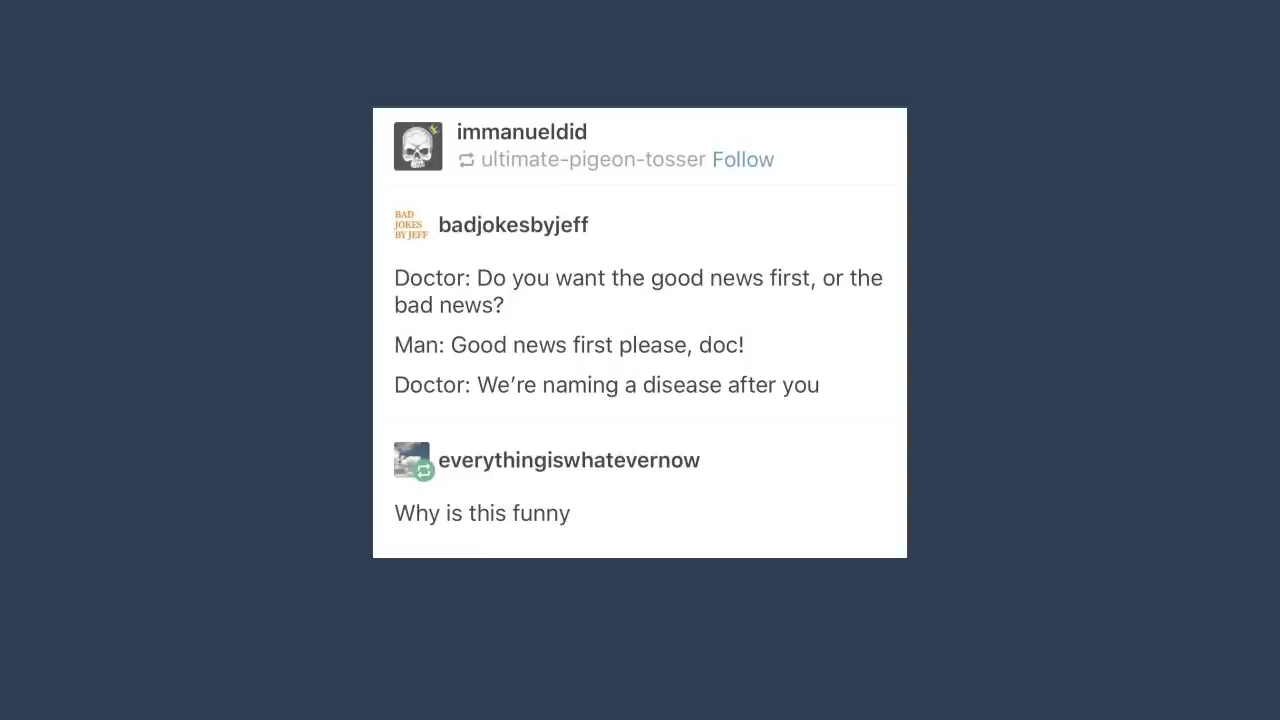 immanueldid
ultimate-pigeon-tosser Follow
BAD
JOKES
BY JEFF
badjokesbyjeff
Doctor: Do you want the good news first, or the
bad news?
Man: Good news first please, doc!
Doctor: We’re naming a disease after you
everythingiswhatevernow
Why is this funny